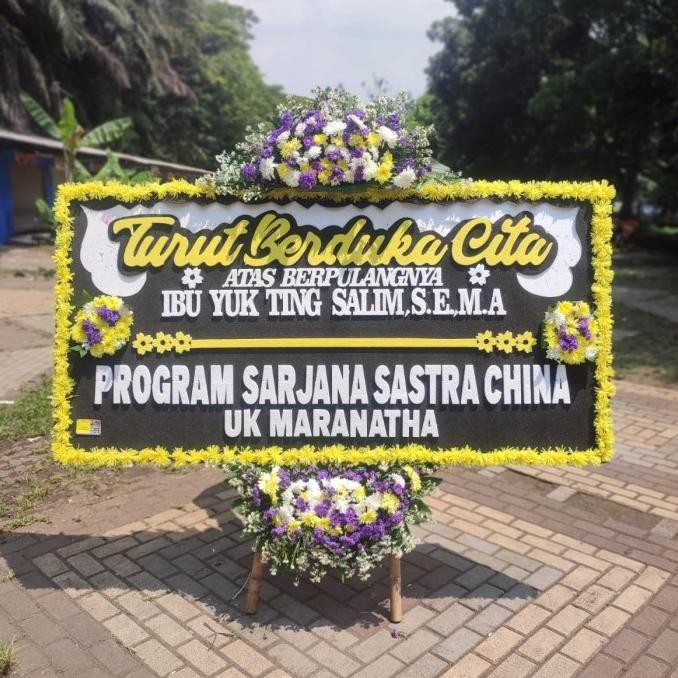 Turut Berduka Cita
ATAS BERPULANGNYA
IBU YUK TING SALIM,S.E.,M.A
PROGRAM SARJANA SASTRA CHINA
UK MARANATHA